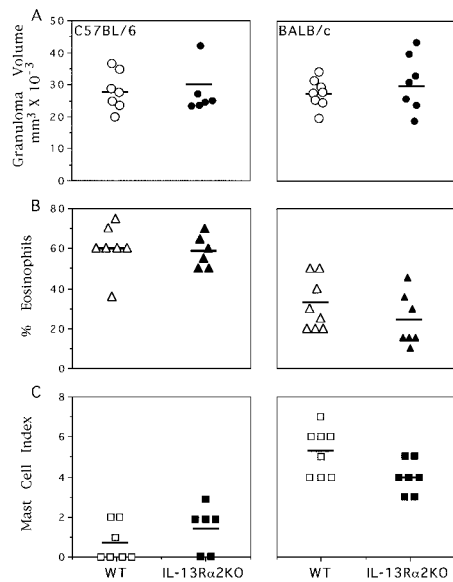 A
C57BL/6
BALB/c
Granuloma Volume
mm³ X 10⁻³
50
40
30
20
10
0
B
% Eosinophils
80
60
40
20
0
C
Mast Cell Index
8
6
4
2
0
WT
IL-13Rα2KO
WT
IL-13Rα2KO